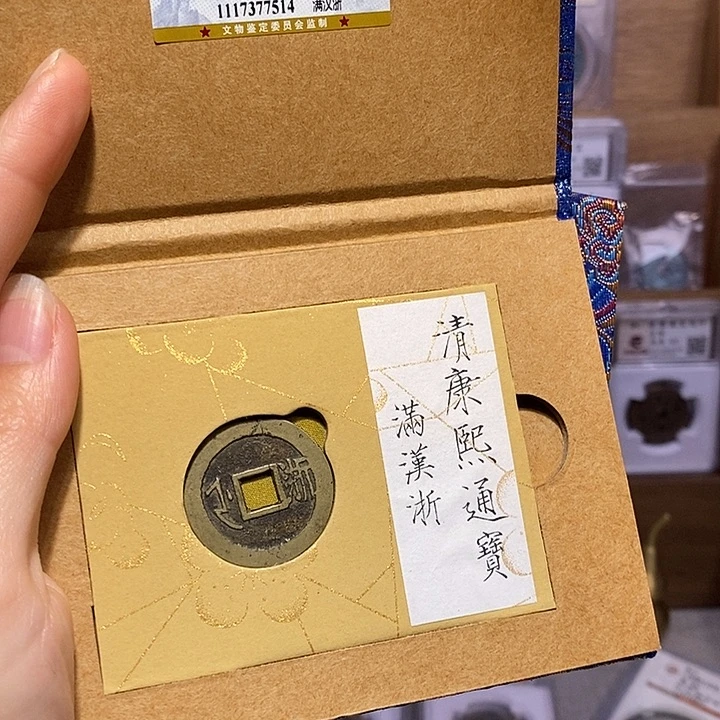 1117377514 满汉浙
★ 文物鉴定委员会监制 ★
清康熙通寶
滿漢浙
浙